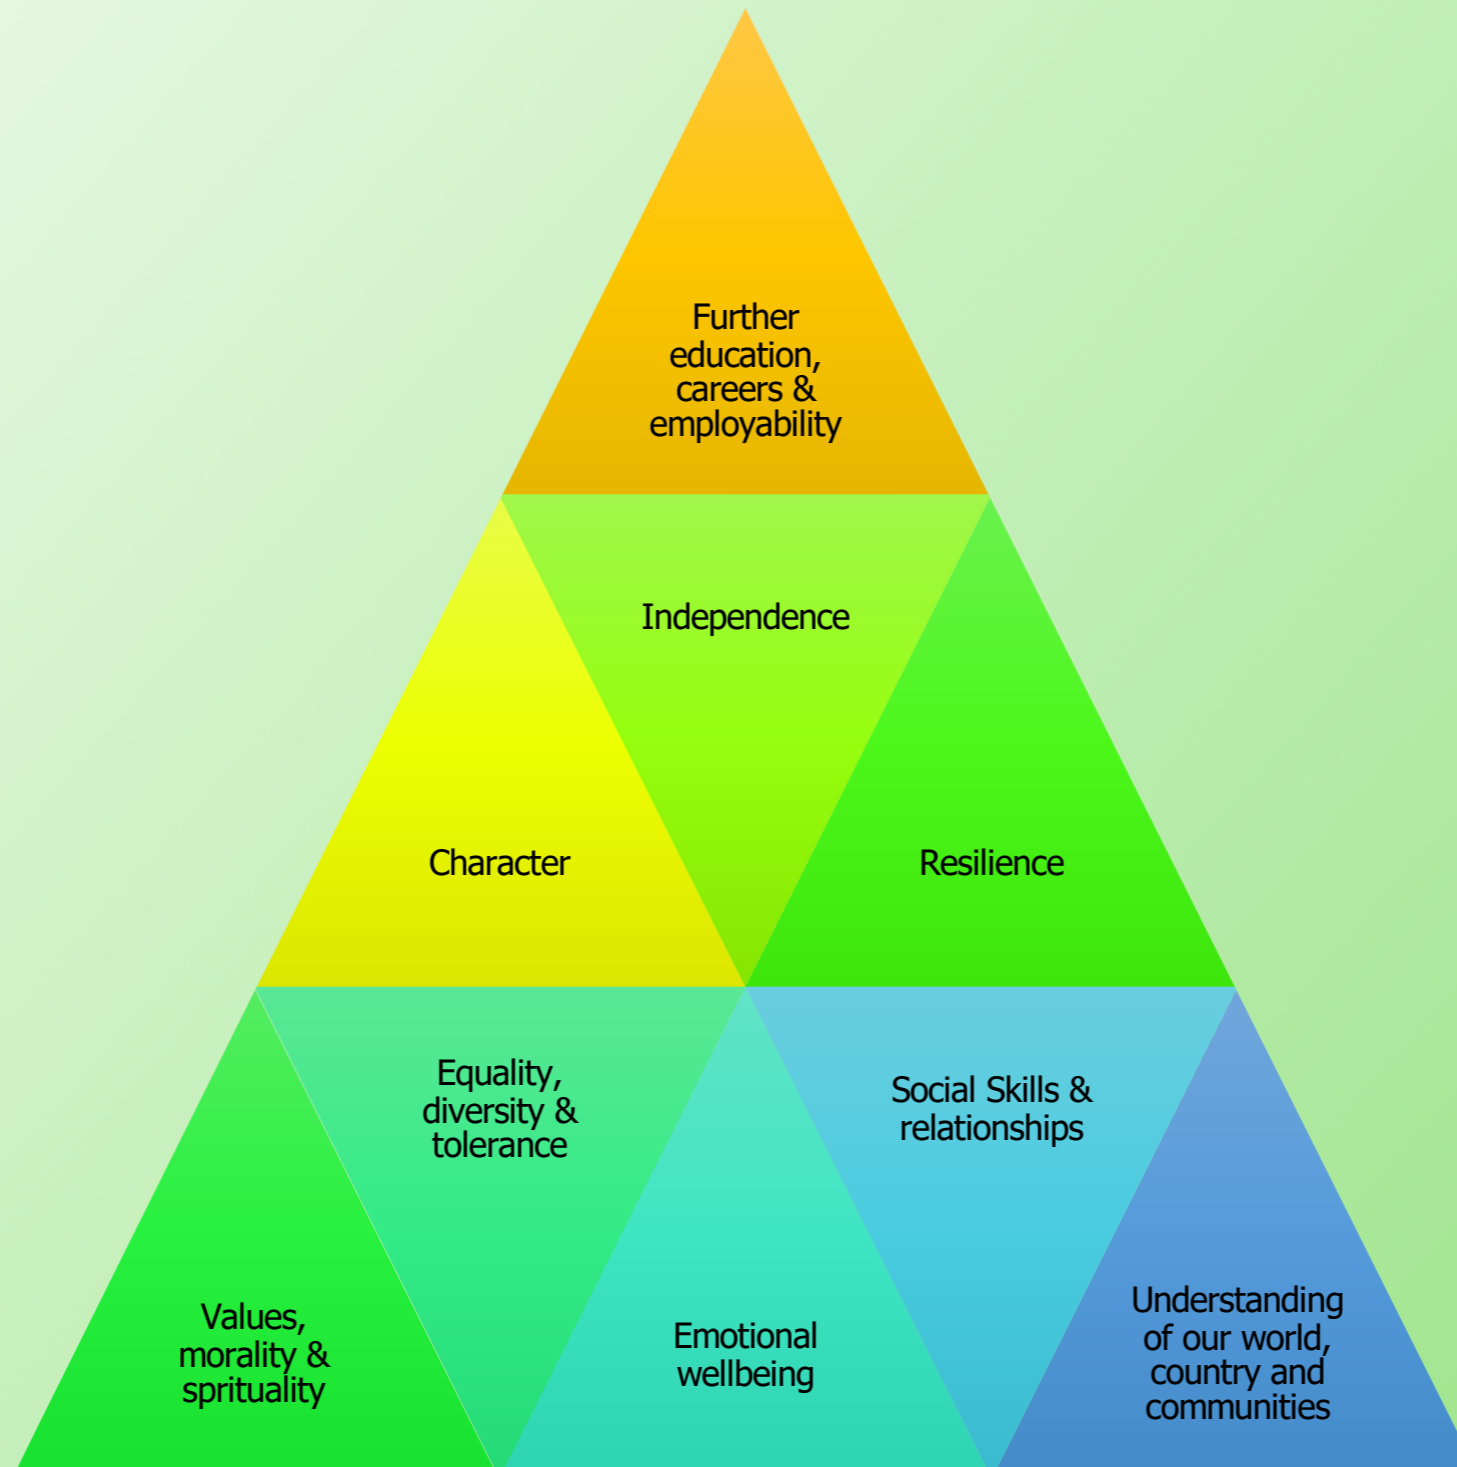 Further
education,
careers &
employability
Independence
Character
Resilience
Equality,
diversity &
tolerance
Social Skills &
relationships
Values,
morality &
sprituality
Emotional
wellbeing
Understanding
of our world,
country and
communities